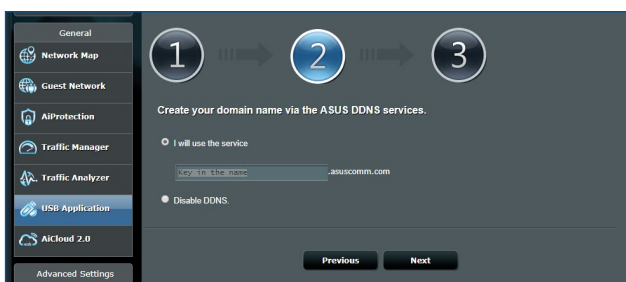 General
Network Map
Guest Network
AiProtection
Traffic Manager
Traffic Analyzer
USB Application
AiCloud 2.0
Advanced Settings
1
2
3
Create your domain name via the ASUS DDNS services.
I will use the service
Key in the name .asuscomm.com
Disable DDNS.
Previous Next